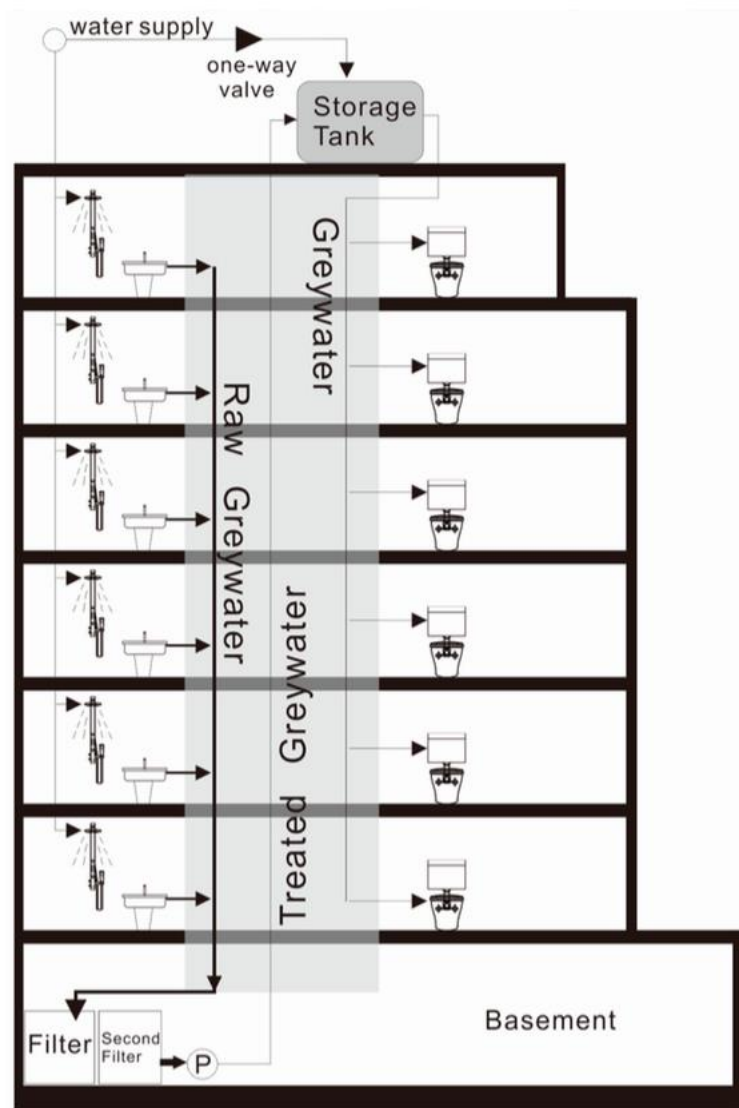 water supply
one-way
valve
Storage
Tank
Greywater
Raw Greywater
Treated Greywater
Filter
Second
Filter
P
Basement